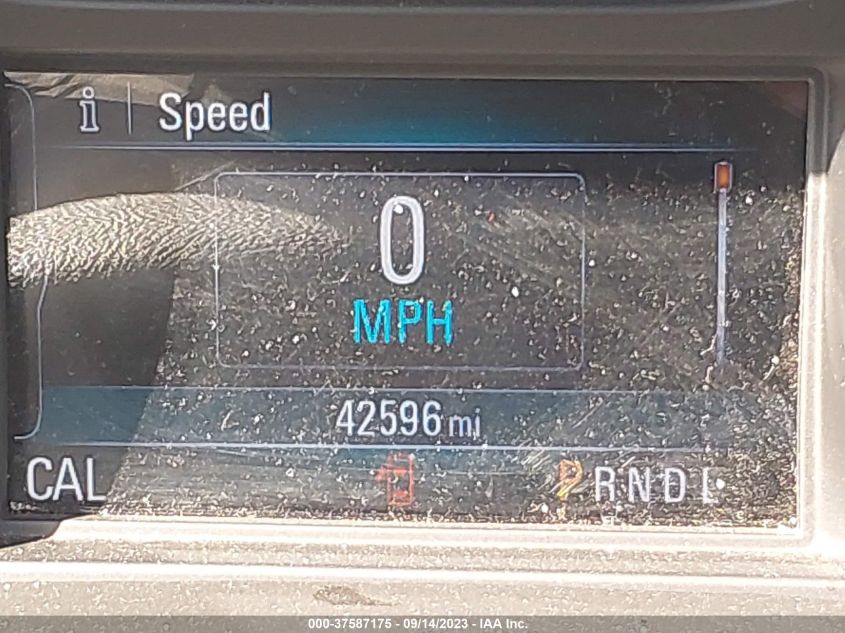 i Speed
0
MPH
42596 mi
CAL PRNDL
000-37587175 - 09/14/2023 - IAA Inc.